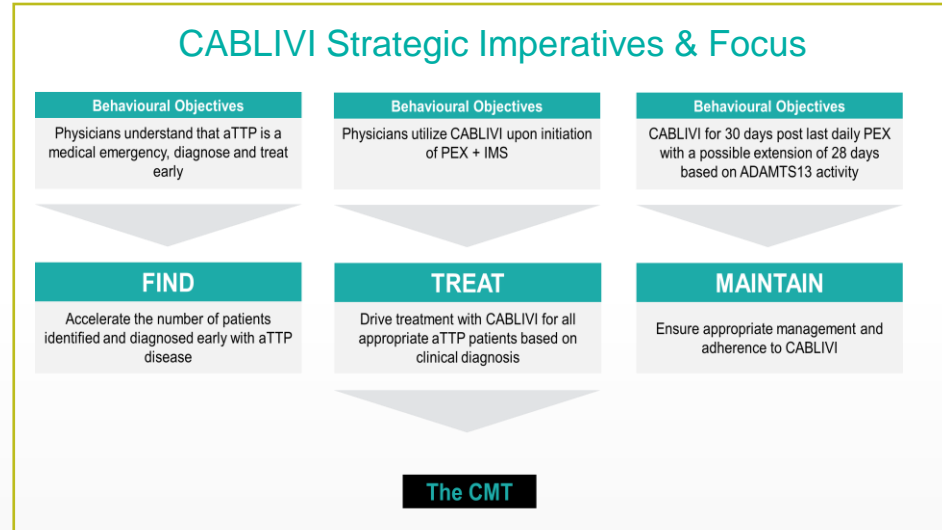 CABLIVI Strategic Imperatives & Focus
Behavioural Objectives
Physicians understand that aTTP is a
medical emergency, diagnose and treat
early
Behavioural Objectives
Physicians utilize CABLIVI upon initiation
of PEX + IMS
Behavioural Objectives
CABLIVI for 30 days post last daily PEX
with a possible extension of 28 days
based on ADAMTS13 activity
FIND
Accelerate the number of patients
identified and diagnosed early with aTTP
disease
TREAT
Drive treatment with CABLIVI for all
appropriate aTTP patients based on
clinical diagnosis
MAINTAIN
Ensure appropriate management and
adherence to CABLIVI
The CMT